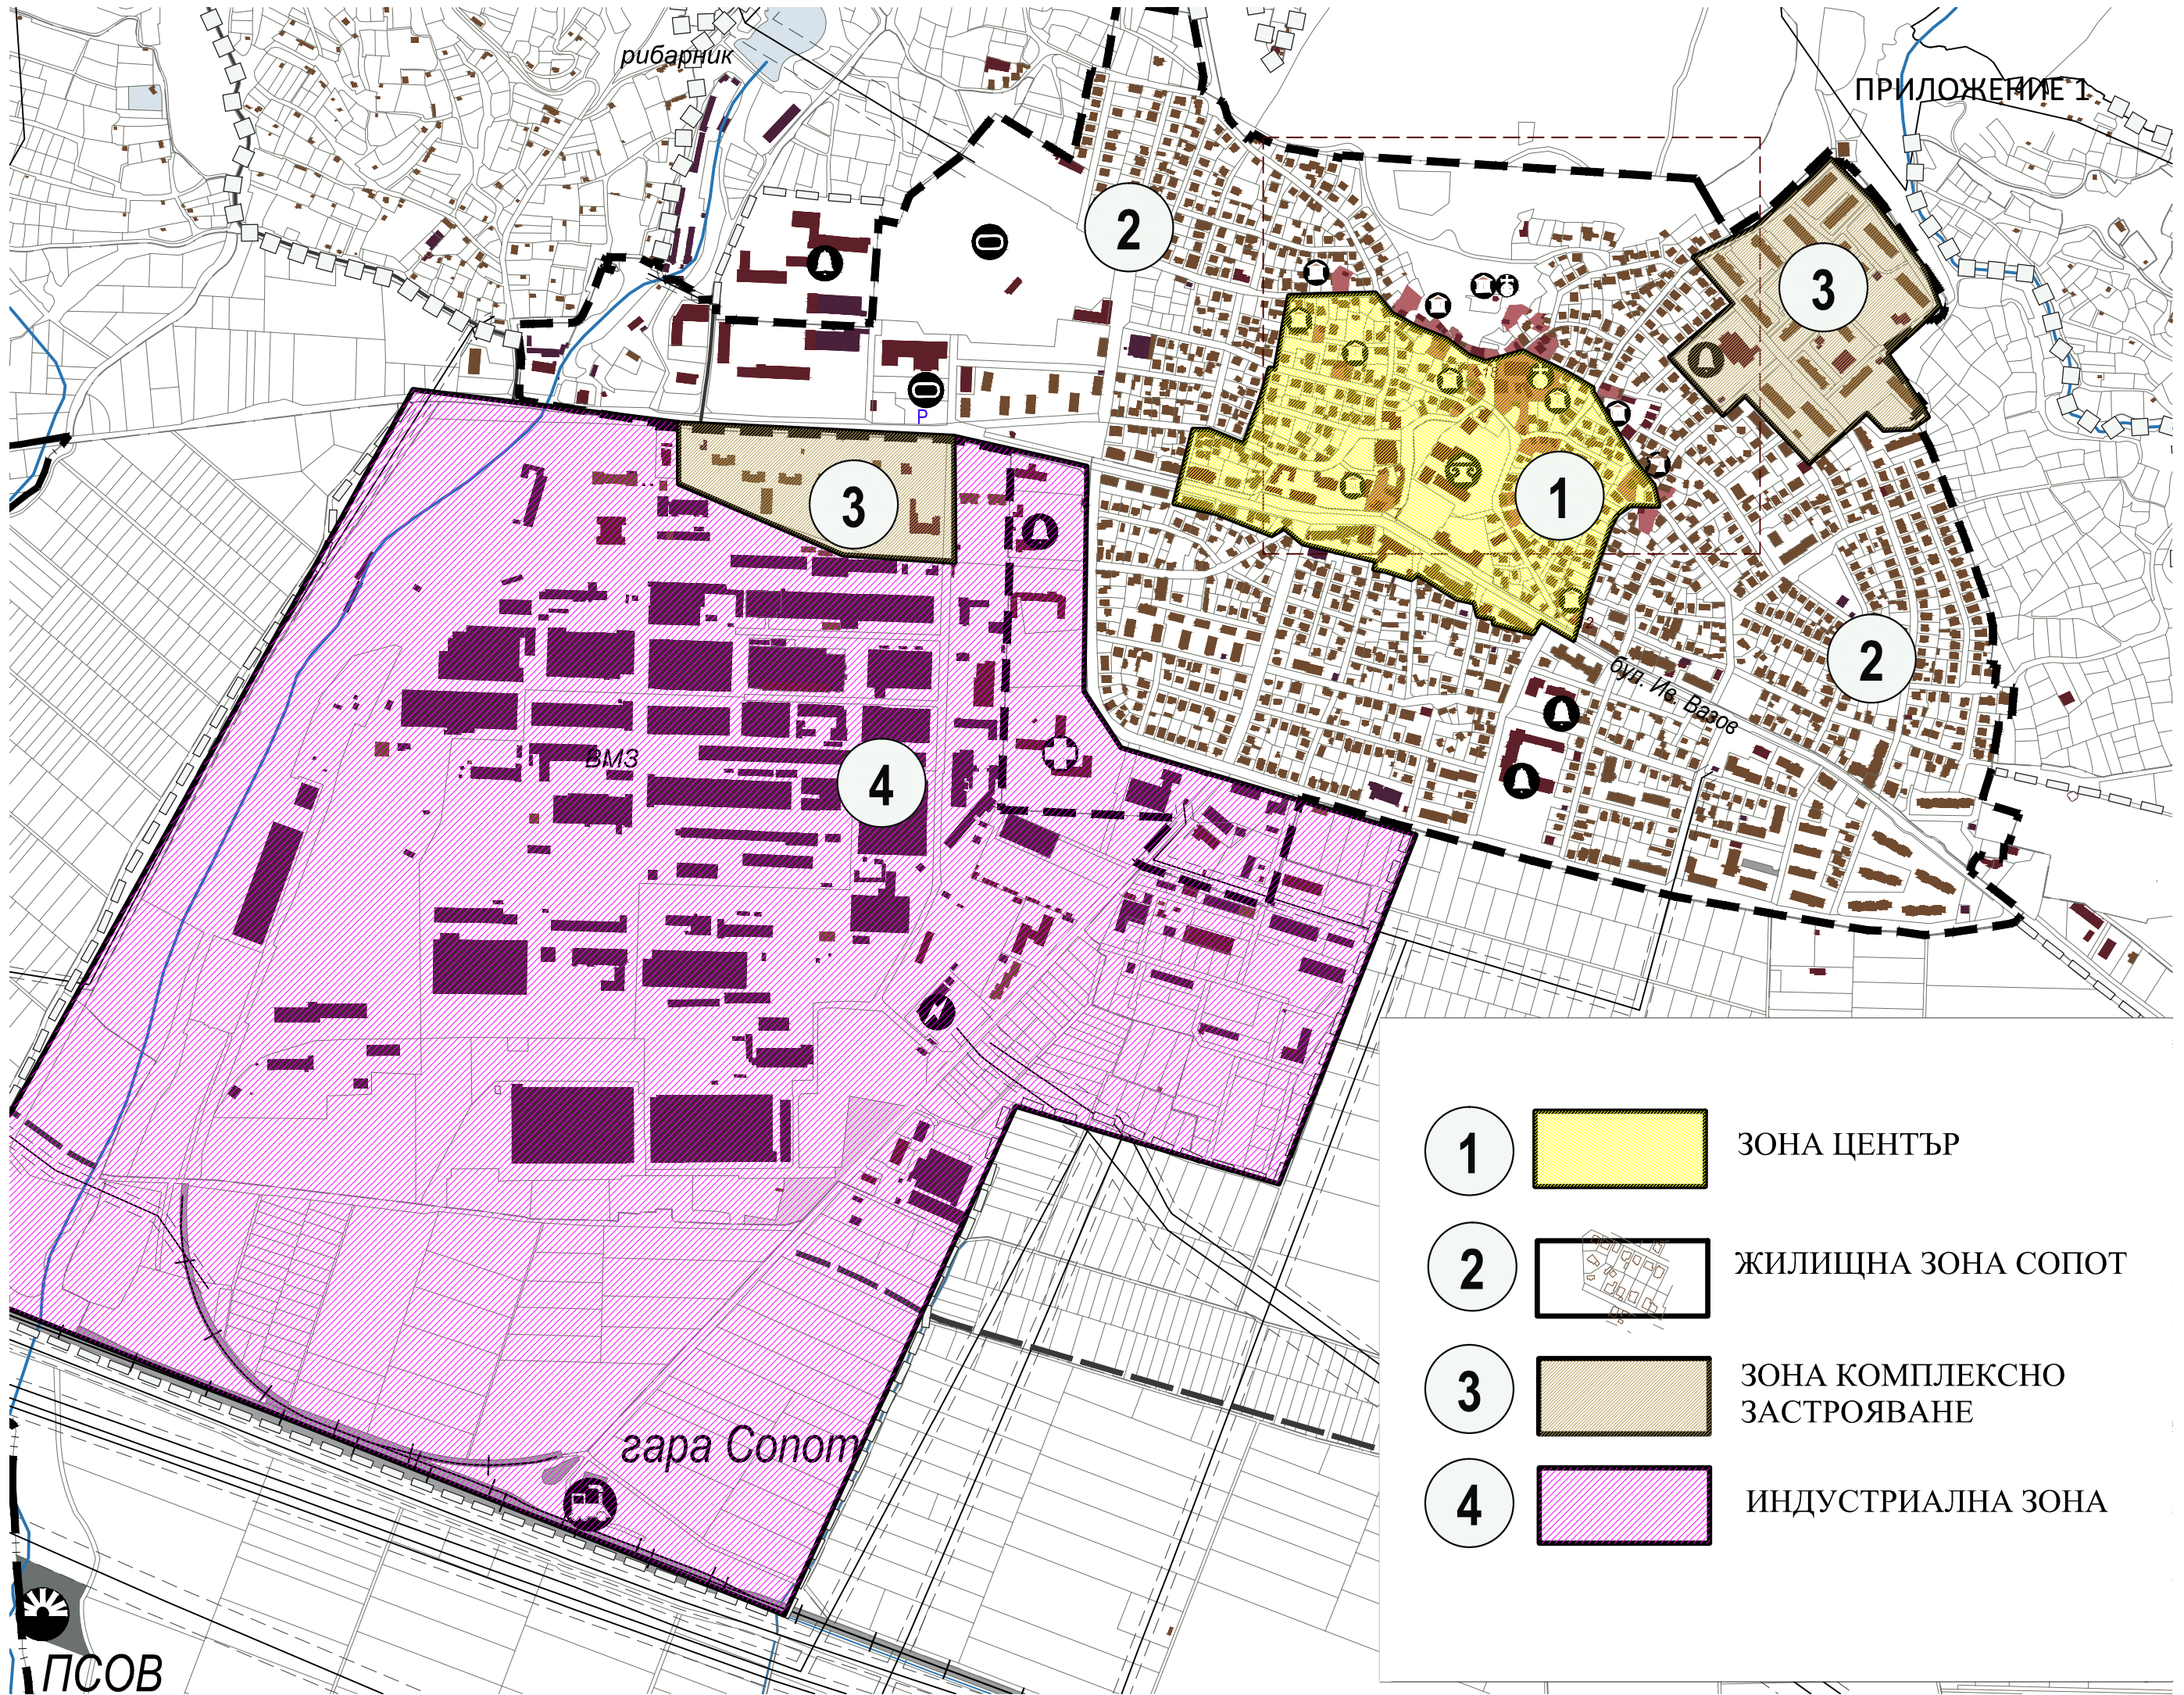 рибарник
ПРИЛОЖЕНИЕ 1
2
3
P
3
1
2
2
бул. Ив. Вазов
ВМЗ
4
1 ЗОНА ЦЕНТЪР
2 ЖИЛИЩНА ЗОНА СОПОТ
3 ЗОНА КОМПЛЕКСНО
ЗАСТРОЯВАНЕ
4 ИНДУСТРИАЛНА ЗОНА
гара Сопот
ПСОВ